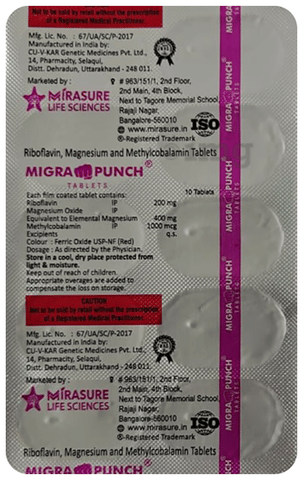 Not to be sold by retail without the prescription
of a Registered Medical Practitioner.
Mfg. Lic. No. : 67/UA/SC/P-2017
Manufactured in India by:
CU-V-KAR Genetic Medicines Pvt. Ltd.,
14, Pharmacity, Selaqui,
Distt. Dehradun, Uttarakhand - 248 011.
Marketed by :
MIRASURE
LIFE SCIENCES
# 963/151/1, 2nd Floor,
2nd Main, 4th Block,
Next to Tagore Memorial School,
Rajaji Nagar,
Bangalore-560010
www.mirasure.in
®-Registered Trademark
ISO
Riboflavin, Magnesium and Methylcobalamin Tablets
MIGRA PUNCH®
TABLETS
Each film coated tablet contains:
10 Tablets
Riboflavin IP 200 mg
Magnesium Oxide IP
Equivalent to Elemental Magnesium 400 mg
Methylcobalamin IP 1000 mcg
Excipients q.s.
Colour : Ferric Oxide USP-NF (Red)
Dosage : As directed by the Physician.
Store in a cool, dry place protected from
light & moisture.
Keep out of reach of children.
Appropriate overages are added to
compensate the loss on storage.
CAUTION
Not to be sold by retail without the prescription
of a Registered Medical Practitioner.
Mfg. Lic. No. : 67/UA/SC/P-2017
Manufactured in India by:
CU-V-KAR Genetic Medicines Pvt. Ltd.,
14, Pharmacity, Selaqui,
Distt. Dehradun, Uttarakhand - 248 011.
Marketed by :
MIRASURE
LIFE SCIENCES
# 963/151/1, 2nd Floor,
2nd Main, 4th Block,
Next to Tagore Memorial School,
Rajaji Nagar,
Bangalore-560010
www.mirasure.in
®-Registered Trademark
ISO
Riboflavin, Magnesium and Methylcobalamin Tablets
MIGRA PUNCH®
MIGRA PUNCH®
TABLETS
MIGRA PUNCH®
TABLETS
MIGRA PUNCH®
TABLETS